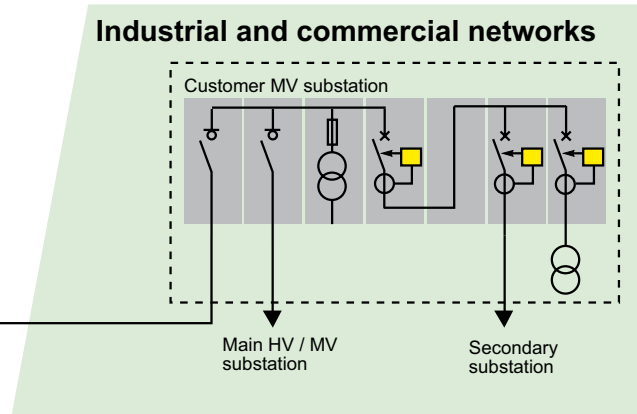 Industrial and commercial networks
Customer MV substation
Main HV / MV
substation
Secondary
substation